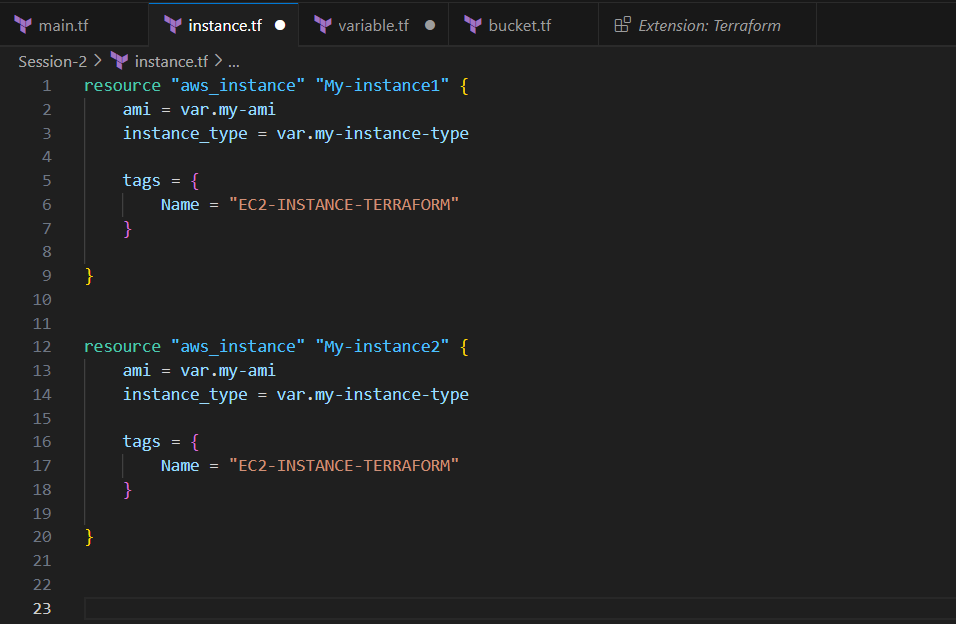 main.tf instance.tf variable.tf bucket.tf Extension: Terraform
Session-2 > instance.tf > ...
1 resource "aws_instance" "My-instance1" {
2 ami = var.my-ami
3 instance_type = var.my-instance-type
4
5 tags = {
6 Name = "EC2-INSTANCE-TERRAFORM"
7 }
8
9 }
10
11
12 resource "aws_instance" "My-instance2" {
13 ami = var.my-ami
14 instance_type = var.my-instance-type
15
16 tags = {
17 Name = "EC2-INSTANCE-TERRAFORM"
18 }
19
20 }
21
22
23